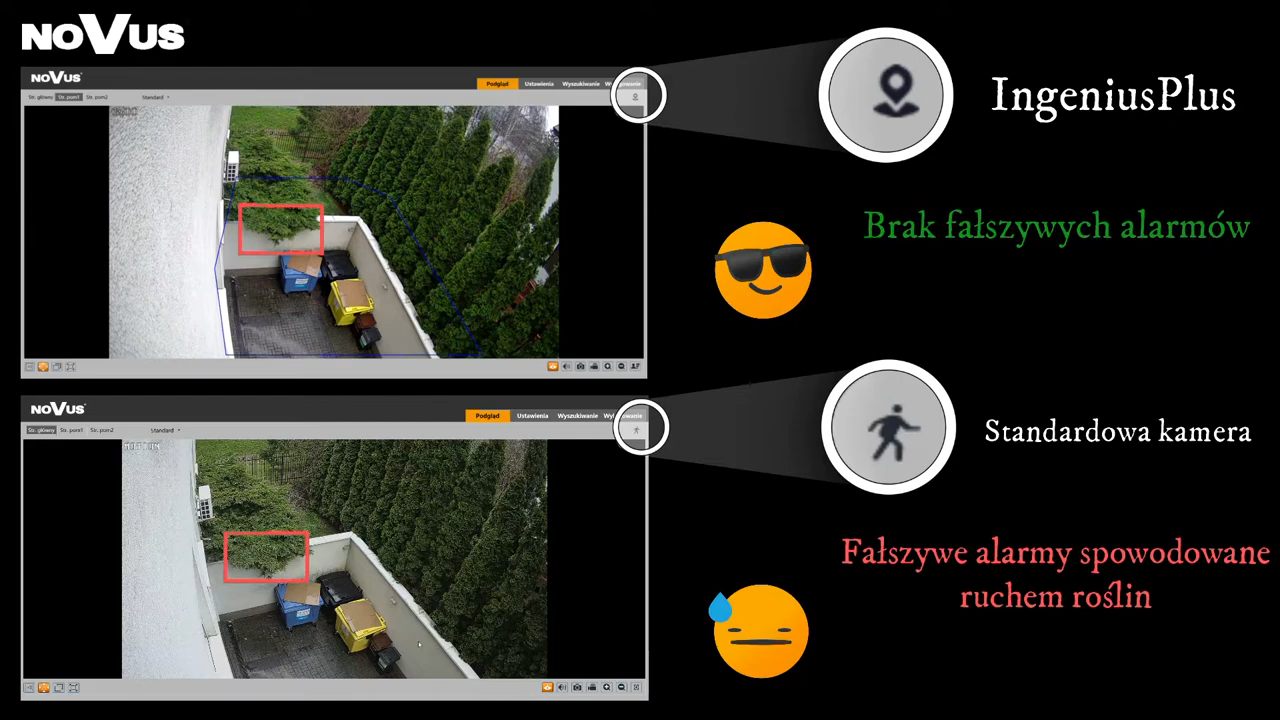 NOVUS
NOVUS
Podgląd Ustawienia Wyszukiwanie
Str. główny Str. pom1 Str. pom2 Standard
IngeniusPlus
Brak fałszywych alarmów
NOVUS
Podgląd Ustawienia Wyszukiwanie
Str. główny Str. pom1 Str. pom2 Standard
Standardowa kamera
Fałszywe alarmy spowodowane
ruchem roślin